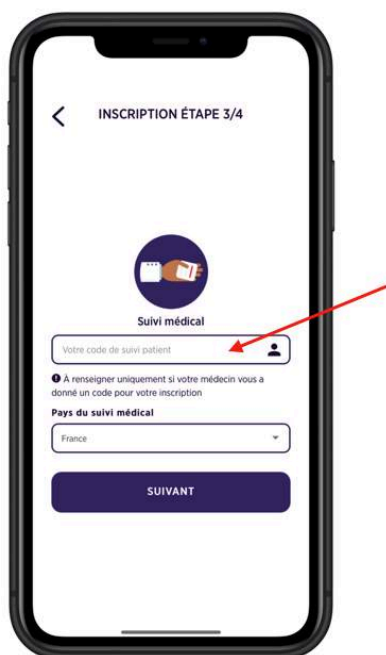 INSCRIPTION ÉTAPE 3/4
Suivi médical
Votre code de suivi patient
À renseigner uniquement si votre médecin vous a
donné un code pour votre inscription
Pays du suivi médical
France
SUIVANT